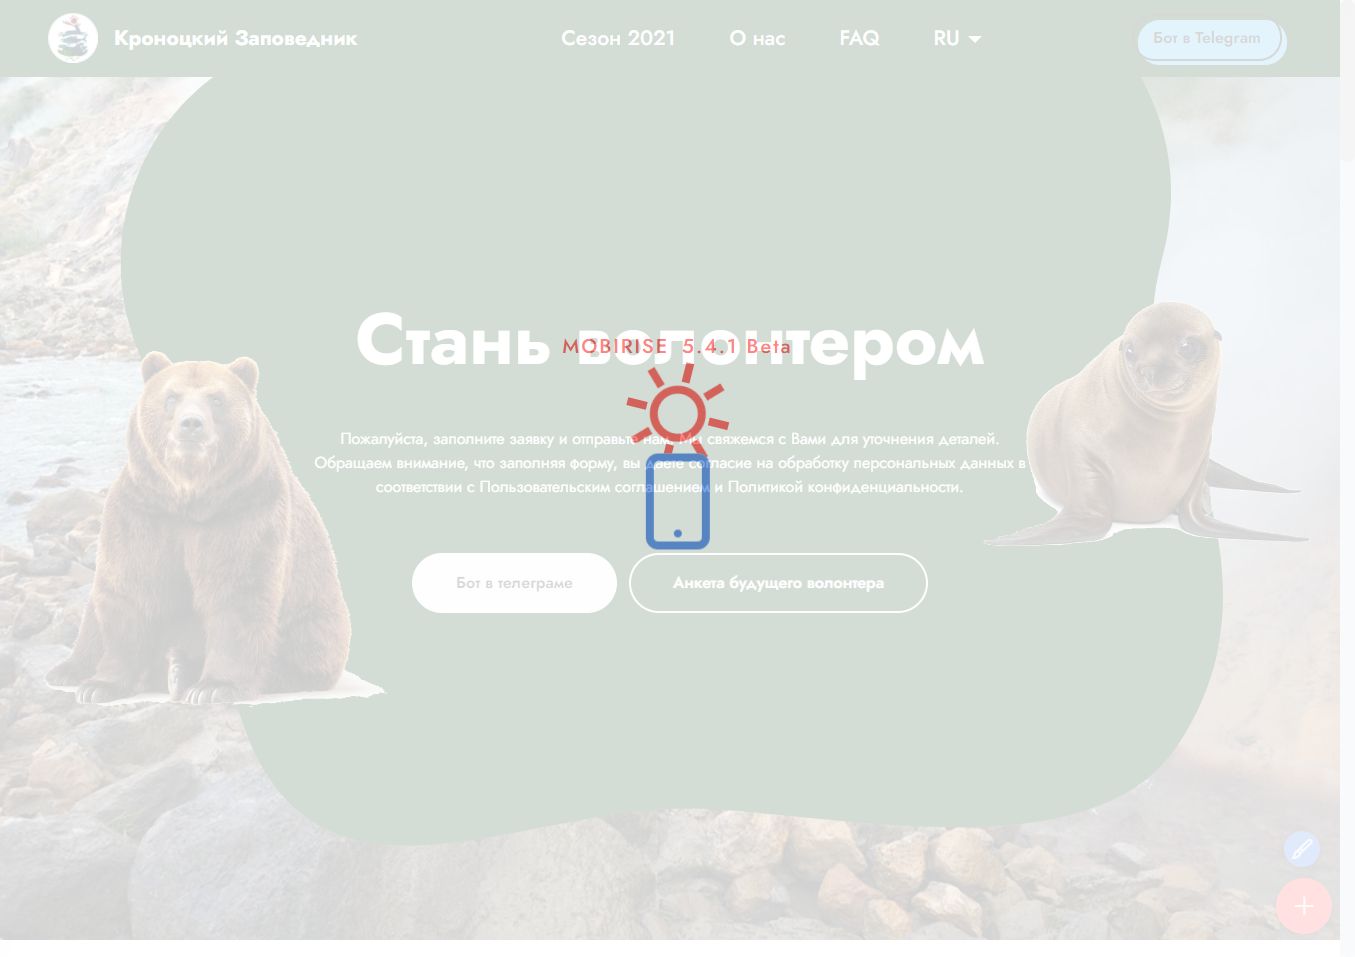 Кроноцкий Заповедник
Сезон 2021
О нас
FAQ
RU
Бот в Telegram
Стань волонтером
MOBIRISE 5.4.1 Beta
Пожалуйста, заполните заявку и отправьте нам. Мы свяжемся с Вами для уточнения деталей.
Обращаем внимание, что заполняя форму, вы даете согласие на обработку персональных данных в
соответствии с Пользовательским соглашением и Политикой конфиденциальности.
Бот в телеграме
Анкета будущего волонтера